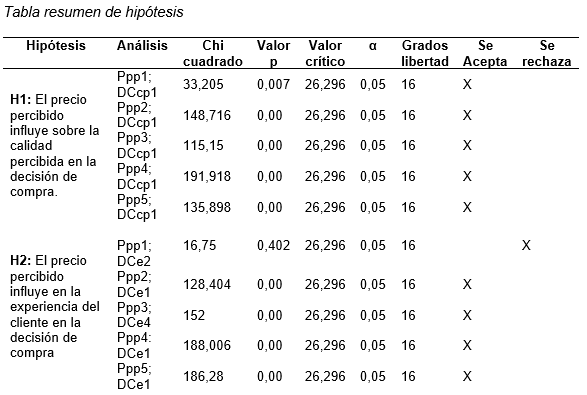 Tabla resumen de hipótesis
Hipótesis Análisis Chi cuadrado Valor p Valor crítico α Grados libertad Se Acepta Se rechaza
H1: El precio percibido influye sobre la calidad percibida en la decisión de compra.
Ppp1; DCcp1 33,205 0,007 26,296 0,05 16 X
Ppp2; DCcp1 148,716 0,00 26,296 0,05 16 X
Ppp3; DCcp1 115,15 0,00 26,296 0,05 16 X
Ppp4; DCcp1 191,918 0,00 26,296 0,05 16 X
Ppp5; DCcp1 135,898 0,00 26,296 0,05 16 X
H2: El precio percibido influye en la experiencia del cliente en la decisión de compra
Ppp1; DCe2 16,75 0,402 26,296 0,05 16 X
Ppp2; DCe1 128,404 0,00 26,296 0,05 16 X
Ppp3; DCe4 152 0,00 26,296 0,05 16 X
Ppp4: DCe1 188,006 0,00 26,296 0,05 16 X
Ppp5; DCe1 186,28 0,00 26,296 0,05 16 X